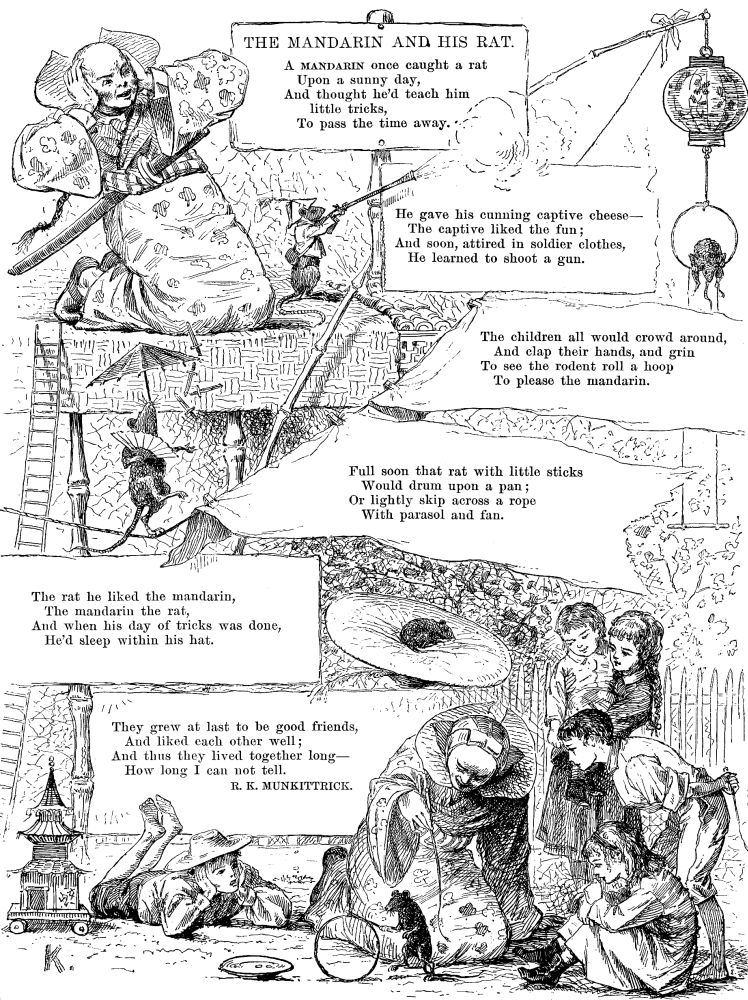 THE MANDARIN AND HIS RAT.
A MANDARIN once caught a rat
Upon a sunny day,
And thought he'd teach him
little tricks,
To pass the time away.
He gave his cunning captive cheese—
The captive liked the fun;
And soon, attired in soldier clothes,
He learned to shoot a gun.
The children all would crowd around,
And clap their hands, and grin
To see the rodent roll a hoop
To please the mandarin.
Full soon that rat with little sticks
Would drum upon a pan;
Or lightly skip across a rope
With parasol and fan.
The rat he liked the mandarin,
The mandarin the rat,
And when his day of tricks was done,
He'd sleep within his hat.
They grew at last to be good friends,
And liked each other well;
And thus they lived together long—
How long I can not tell.
R. K. MUNKITTRICK.
K.